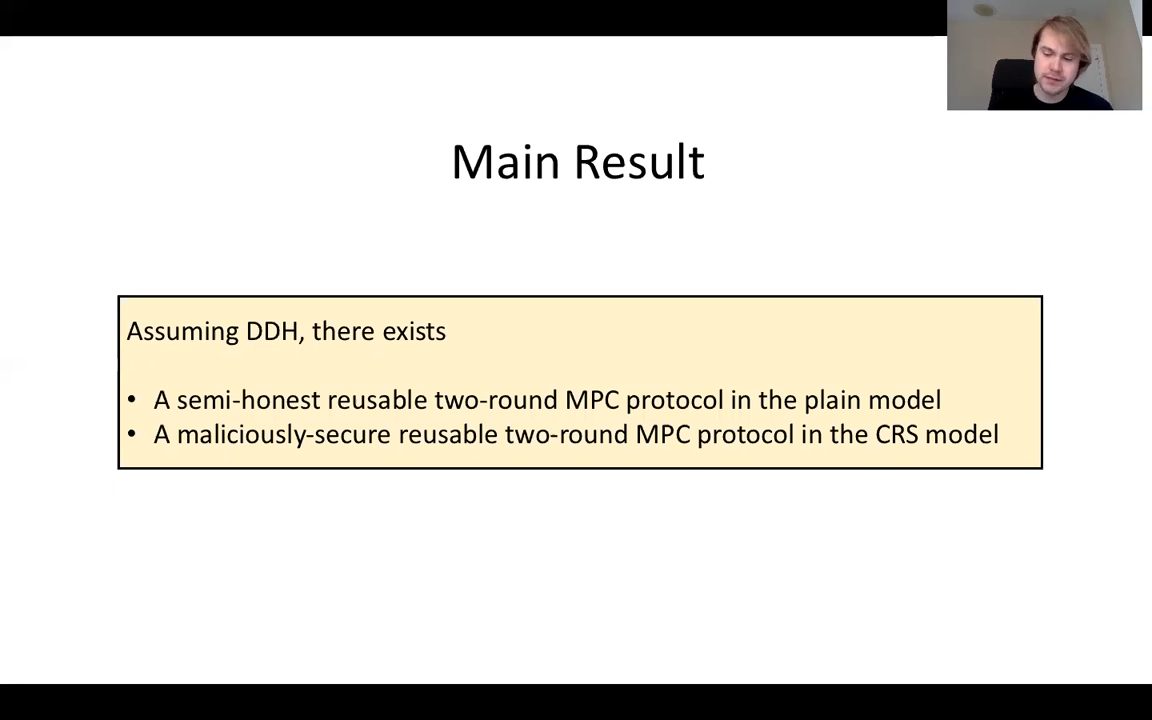 Main Result
Assuming DDH, there exists
• A semi-honest reusable two-round MPC protocol in the plain model
• A maliciously-secure reusable two-round MPC protocol in the CRS model